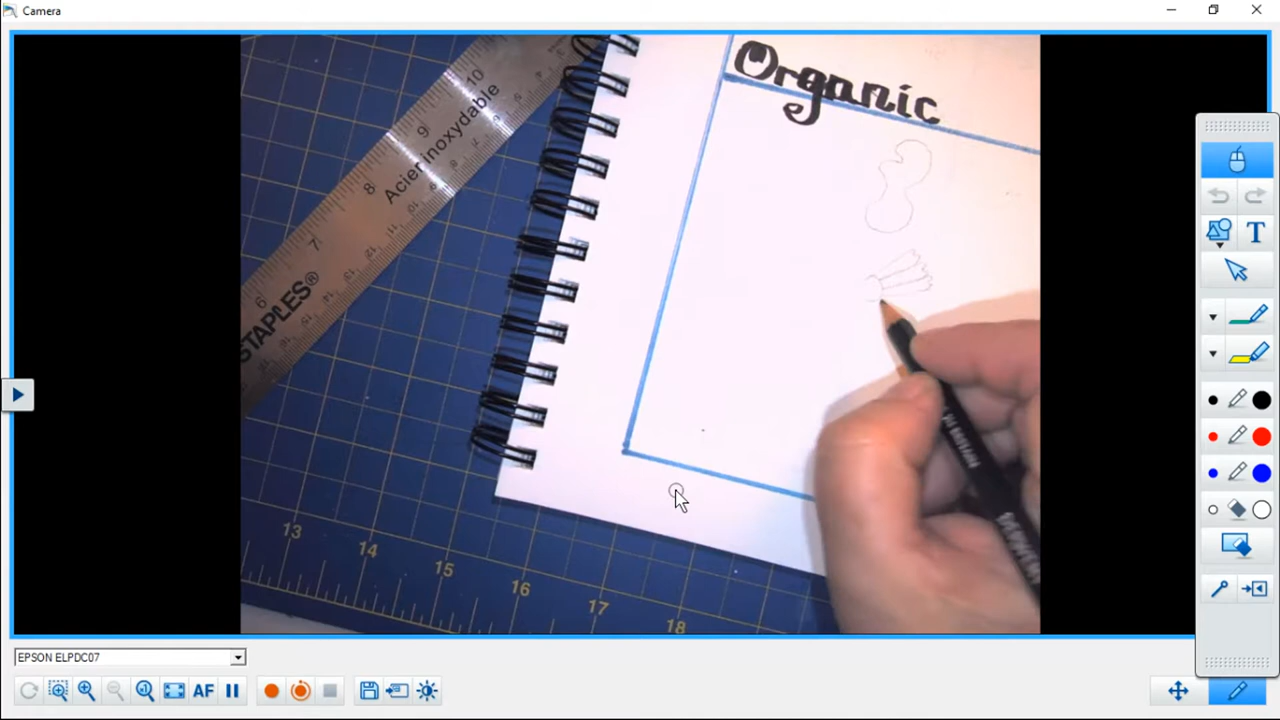 Camera
Organic
10
9
8
7
6
Acier inoxydable
STAPLES®
13
14
15
16
17
18
T
EPSON ELPDC07
AF